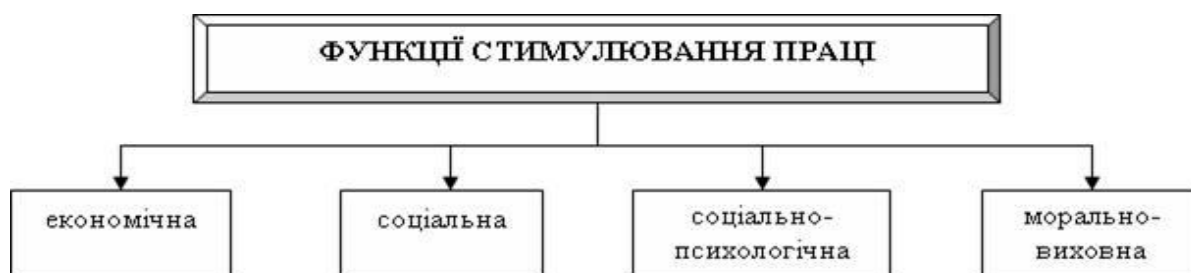 ФУНКЦІЇ СТИМУЛЮВАННЯ ПРАЦІ
економічна
соціальна
соціально-
психологічна
морально-
виховна